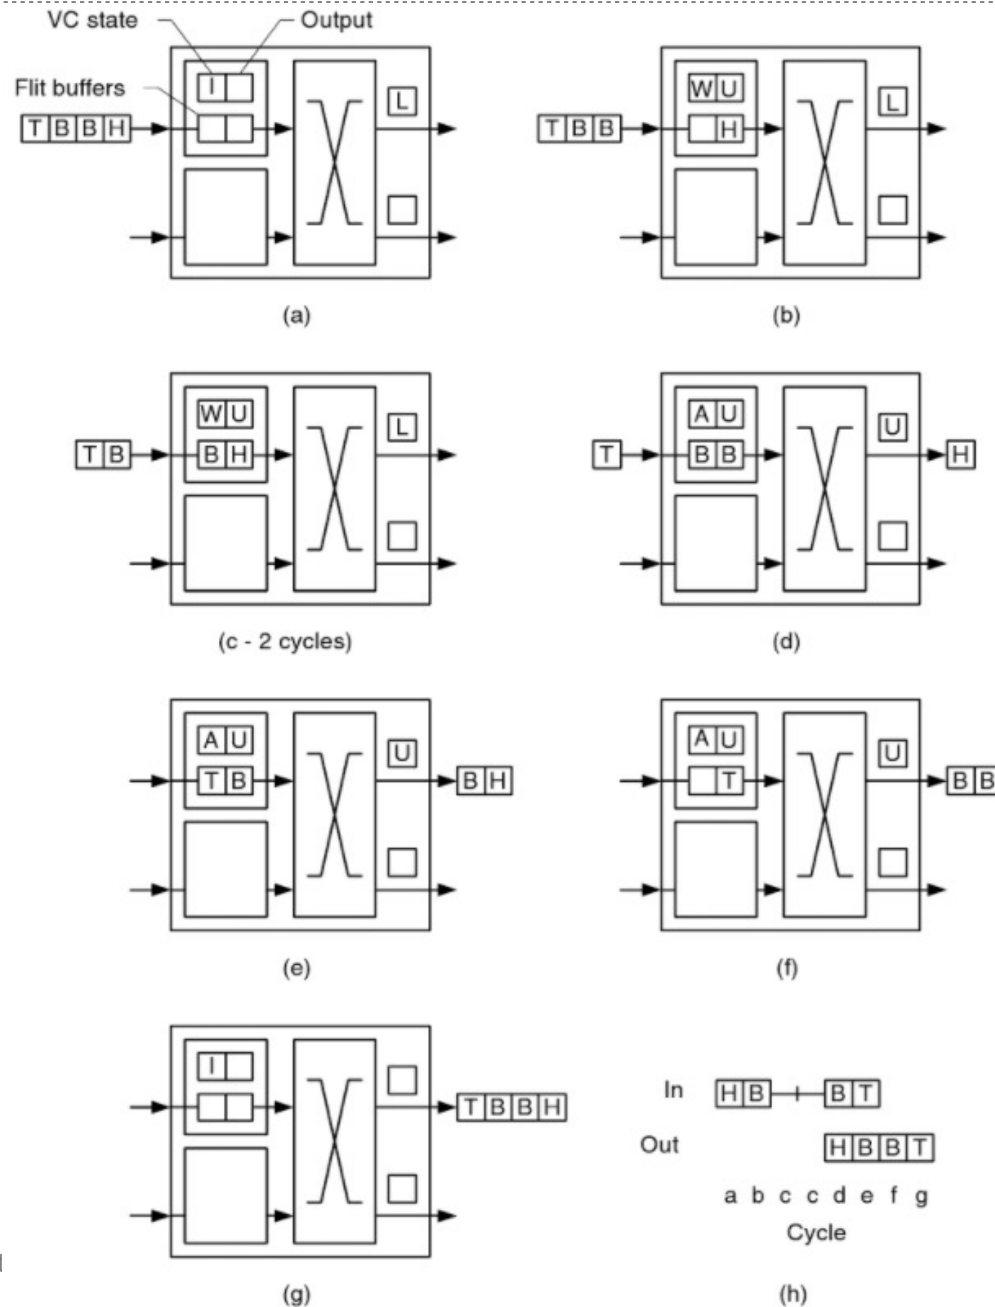 VC state Output
I
Flit buffers L
T B B H
(a)
W U
L
T B B H
(b)
W U
L
T B B H
(c - 2 cycles)
A U
U
T B B H
(d)
A U
U
T B B H
(e)
A U
U
T B B
(f)
I
T B B H
(g)
In H B B T
Out H B B T
a b c c d e f g
Cycle
(h)